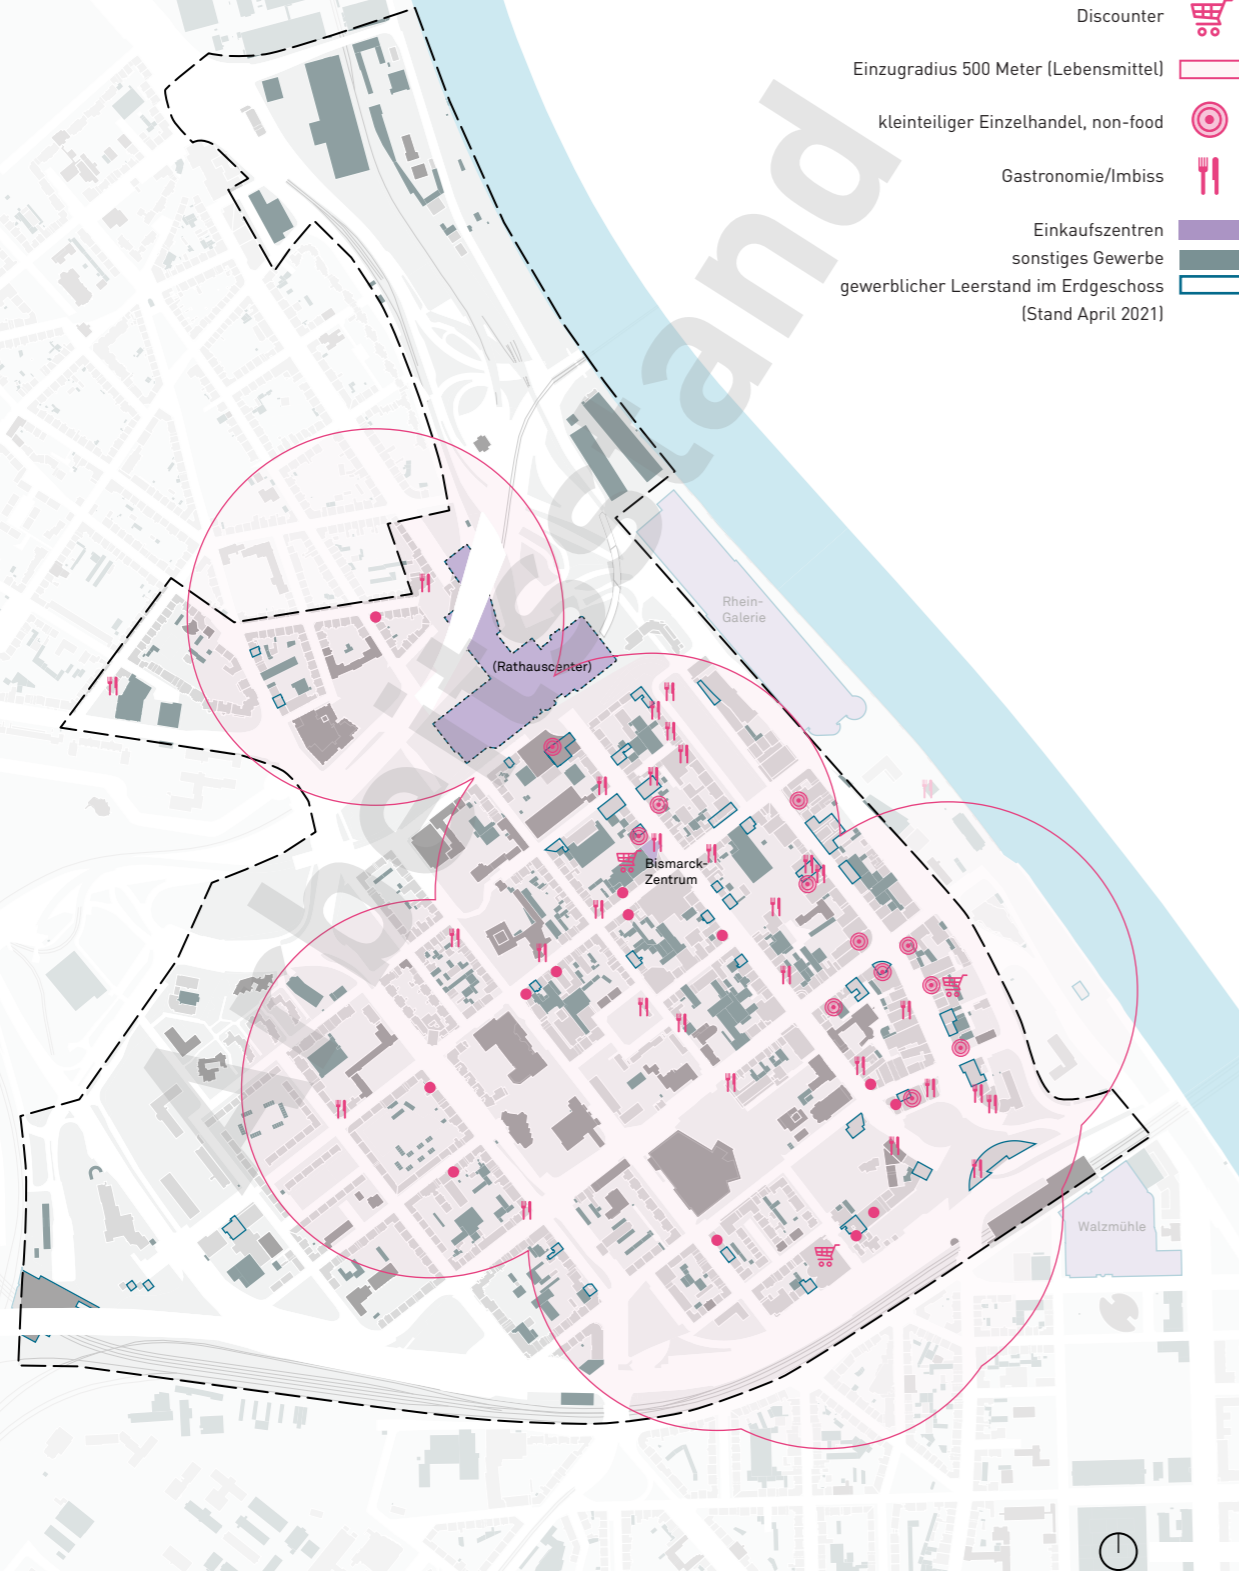 Discounter
Einzugradius 500 Meter (Lebensmittel)
kleinteiliger Einzelhandel, non-food
Gastronomie/Imbiss
Einkaufszentren
sonstiges Gewerbe
gewerblicher Leerstand im Erdgeschoss
(Stand April 2021)
Rhein-
Galerie
(Rathauscenter)
Bismarck-
Zentrum
Walzmühle
Arbeitsstand